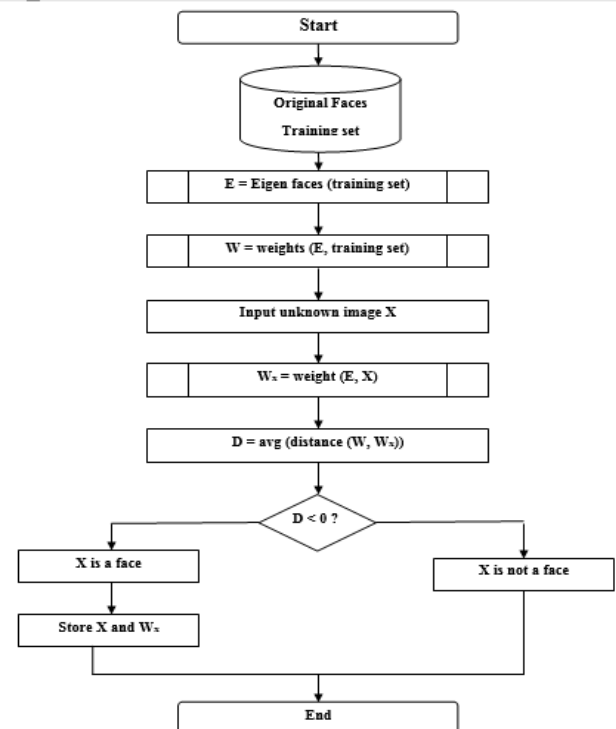 Start
Original Faces
Training set
E = Eigen faces (training set)
W = weights (E, training set)
Input unknown image X
Wₓ = weight (E, X)
D = avg (distance (W, Wₓ))
D < 0 ?
X is a face
X is not a face
Store X and Wₓ
End